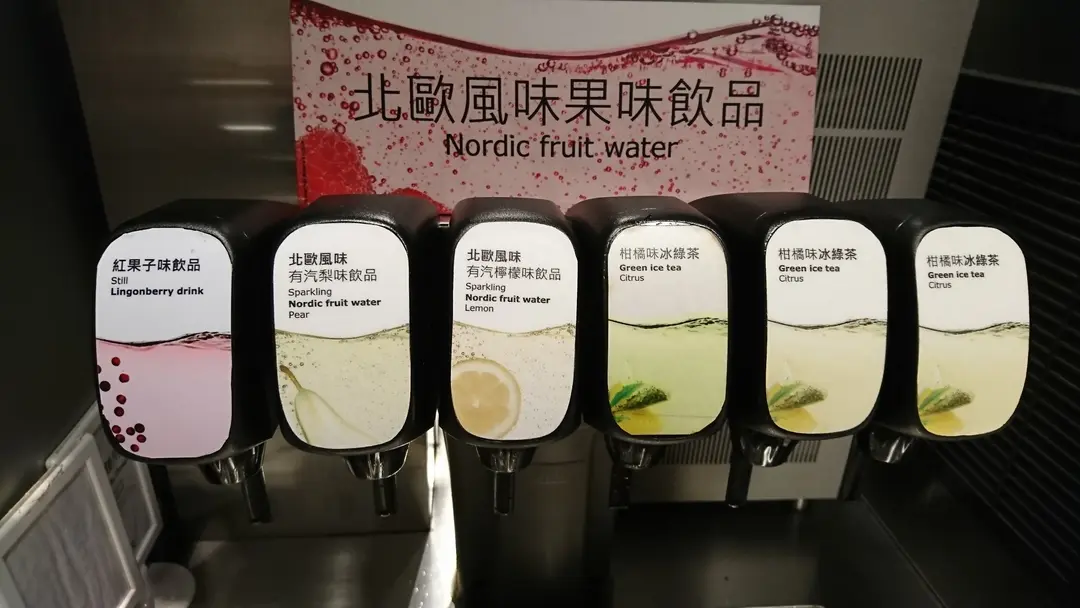 北歐風味果味飲品
Nordic fruit water
紅果子味飲品
Still
Lingonberry drink
北歐風味
有汽梨味飲品
Sparkling
Nordic fruit water
Pear
北歐風味
有汽檸檬味飲品
Sparkling
Nordic fruit water
Lemon
柑橘味冰綠茶
Green ice tea
Citrus
柑橘味冰綠茶
Green ice tea
Citrus
柑橘味冰綠茶
Green ice tea
Citrus